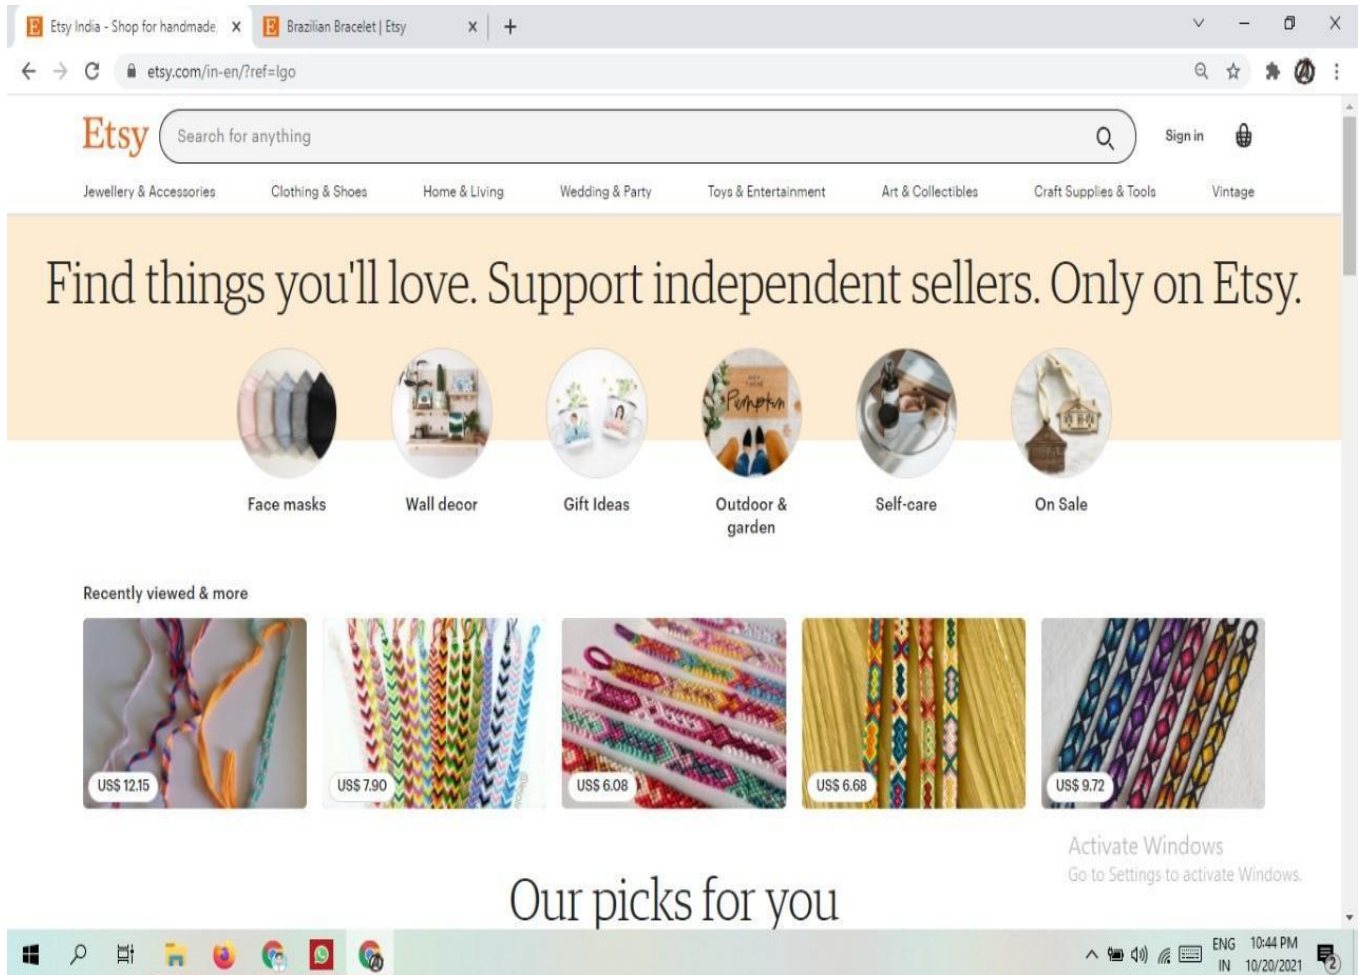 Etsy India - Shop for handmade
Brazilian Bracelet | Etsy
etsy.com/in-en/?ref=lgo
Etsy
Search for anything
Sign in
Jewellery & Accessories
Clothing & Shoes
Home & Living
Wedding & Party
Toys & Entertainment
Art & Collectibles
Craft Supplies & Tools
Vintage
Find things you'll love. Support independent sellers. Only on Etsy.
Pumpkin
Face masks
Wall decor
Gift Ideas
Outdoor &
garden
Self-care
On Sale
Recently viewed & more
US$ 12.15
US$ 7.90
US$ 6.08
US$ 6.68
US$ 9.72
Activate Windows
Go to Settings to activate Windows.
Our picks for you
ENG
IN
10:44 PM
10/20/2021
2